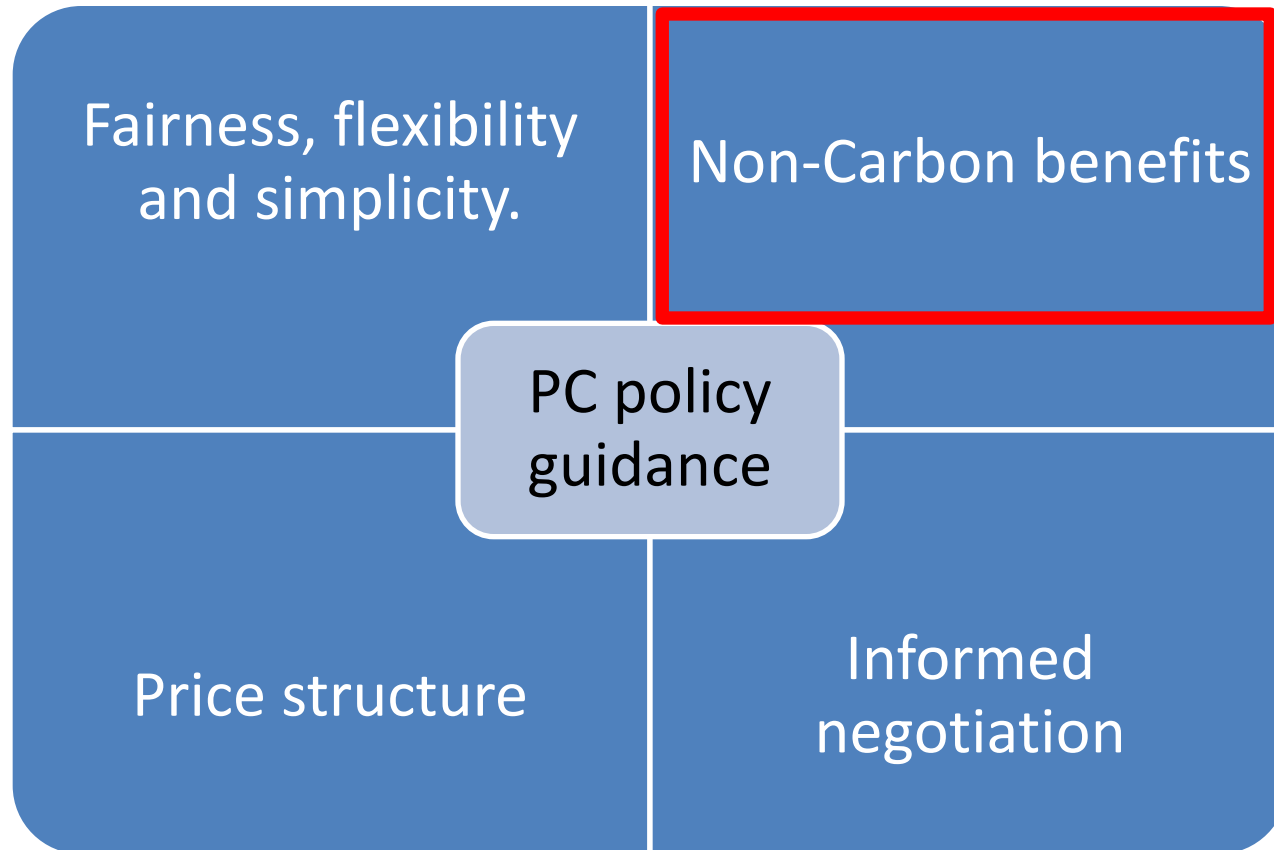 Fairness, flexibility
and simplicity.
Non-Carbon benefits
PC policy
guidance
Price structure
Informed
negotiation